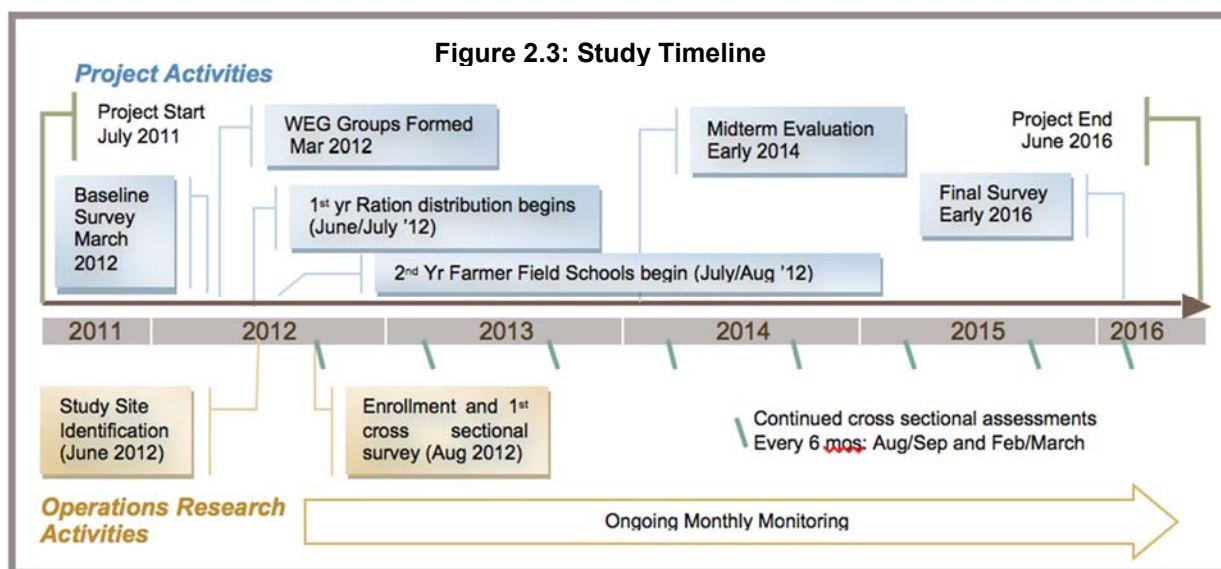 Figure 2.3: Study Timeline
Project Activities
Project Start
July 2011
WEG Groups Formed
Mar 2012
Midterm Evaluation
Early 2014
Project End
June 2016
Baseline
Survey
March
2012
1st yr Ration distribution begins
(June/July '12)
Final Survey
Early 2016
2nd Yr Farmer Field Schools begin (July/Aug '12)
2011 2012 2013 2014 2015 2016
Study Site
Identification
(June 2012)
Enrollment and 1st
cross sectional
survey (Aug 2012)
Continued cross sectional assessments
Every 6 mos: Aug/Sep and Feb/March
Operations Research
Activities
Ongoing Monthly Monitoring